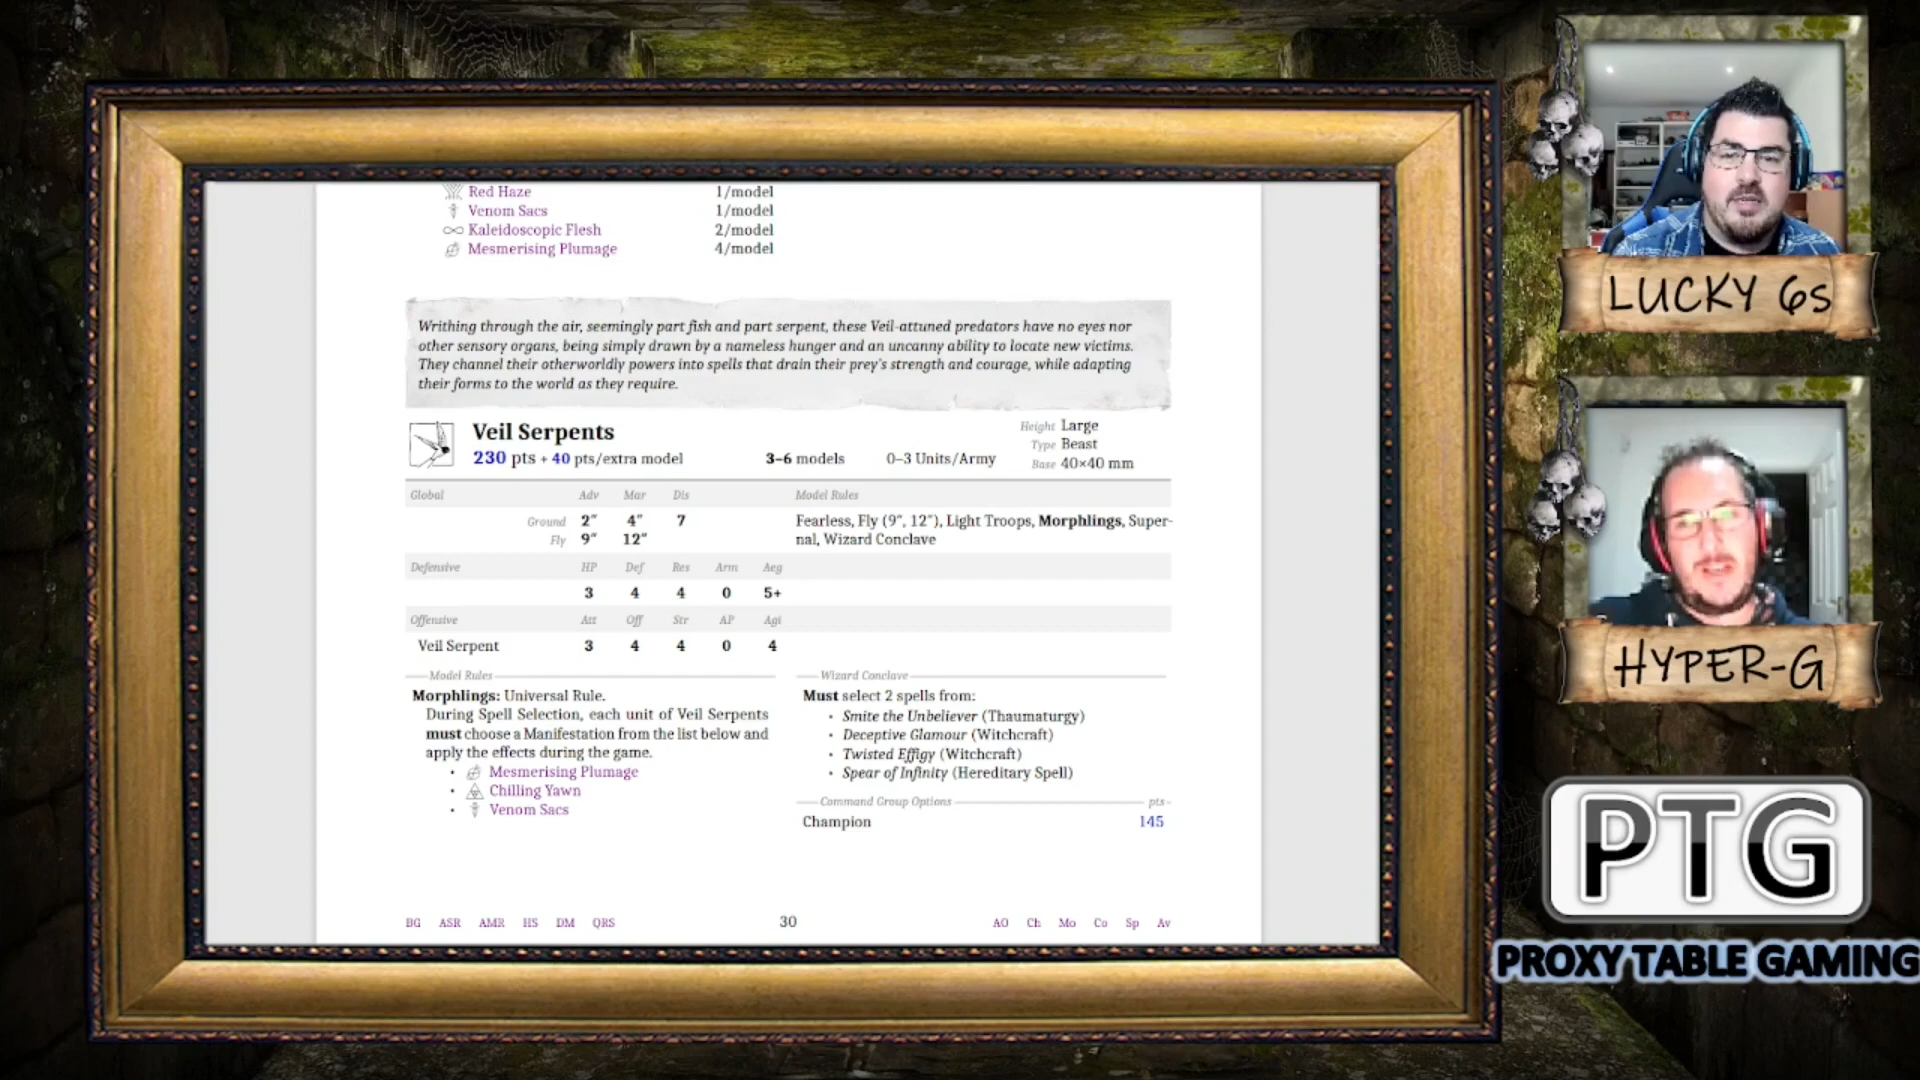 Red Haze 1/model
Venom Sacs 1/model
Kaleidoscopic Flesh 2/model
Mesmerising Plumage 4/model
Writhing through the air, seemingly part fish and part serpent, these Veil-attuned predators have no eyes nor
other sensory organs, being simply drawn by a nameless hunger and an uncanny ability to locate new victims.
They channel their otherworldly powers into spells that drain their prey's strength and courage, while adapting
their forms to the world as they require.
Veil Serpents
230 pts + 40 pts/extra model 3–6 models 0–3 Units/Army
Height Large
Type Beast
Base 40×40 mm
Global Adv Mar Dis Model Rules
Ground 2″ 4″ 7
Fly 9″ 12″
Fearless, Fly (9″, 12″), Light Troops, Morphlings, Super-
nal, Wizard Conclave
Defensive HP Def Res Arm Aeg
3 4 4 0 5+
Offensive Att Off Str AP Agi
Veil Serpent 3 4 4 0 4
Model Rules
Morphlings: Universal Rule.
During Spell Selection, each unit of Veil Serpents
must choose a Manifestation from the list below and
apply the effects during the game.
• Mesmerising Plumage
• Chilling Yawn
• Venom Sacs
Wizard Conclave
Must select 2 spells from:
• Smite the Unbeliever (Thaumaturgy)
• Deceptive Glamour (Witchcraft)
• Twisted Effigy (Witchcraft)
• Spear of Infinity (Hereditary Spell)
Command Group Options pts
Champion 145
BG ASR AMR HS DM QRS 30 AO Ch Mo Co Sp Av
LUCKY 6s
HYPER-G
PTG
PROXY TABLE GAMING